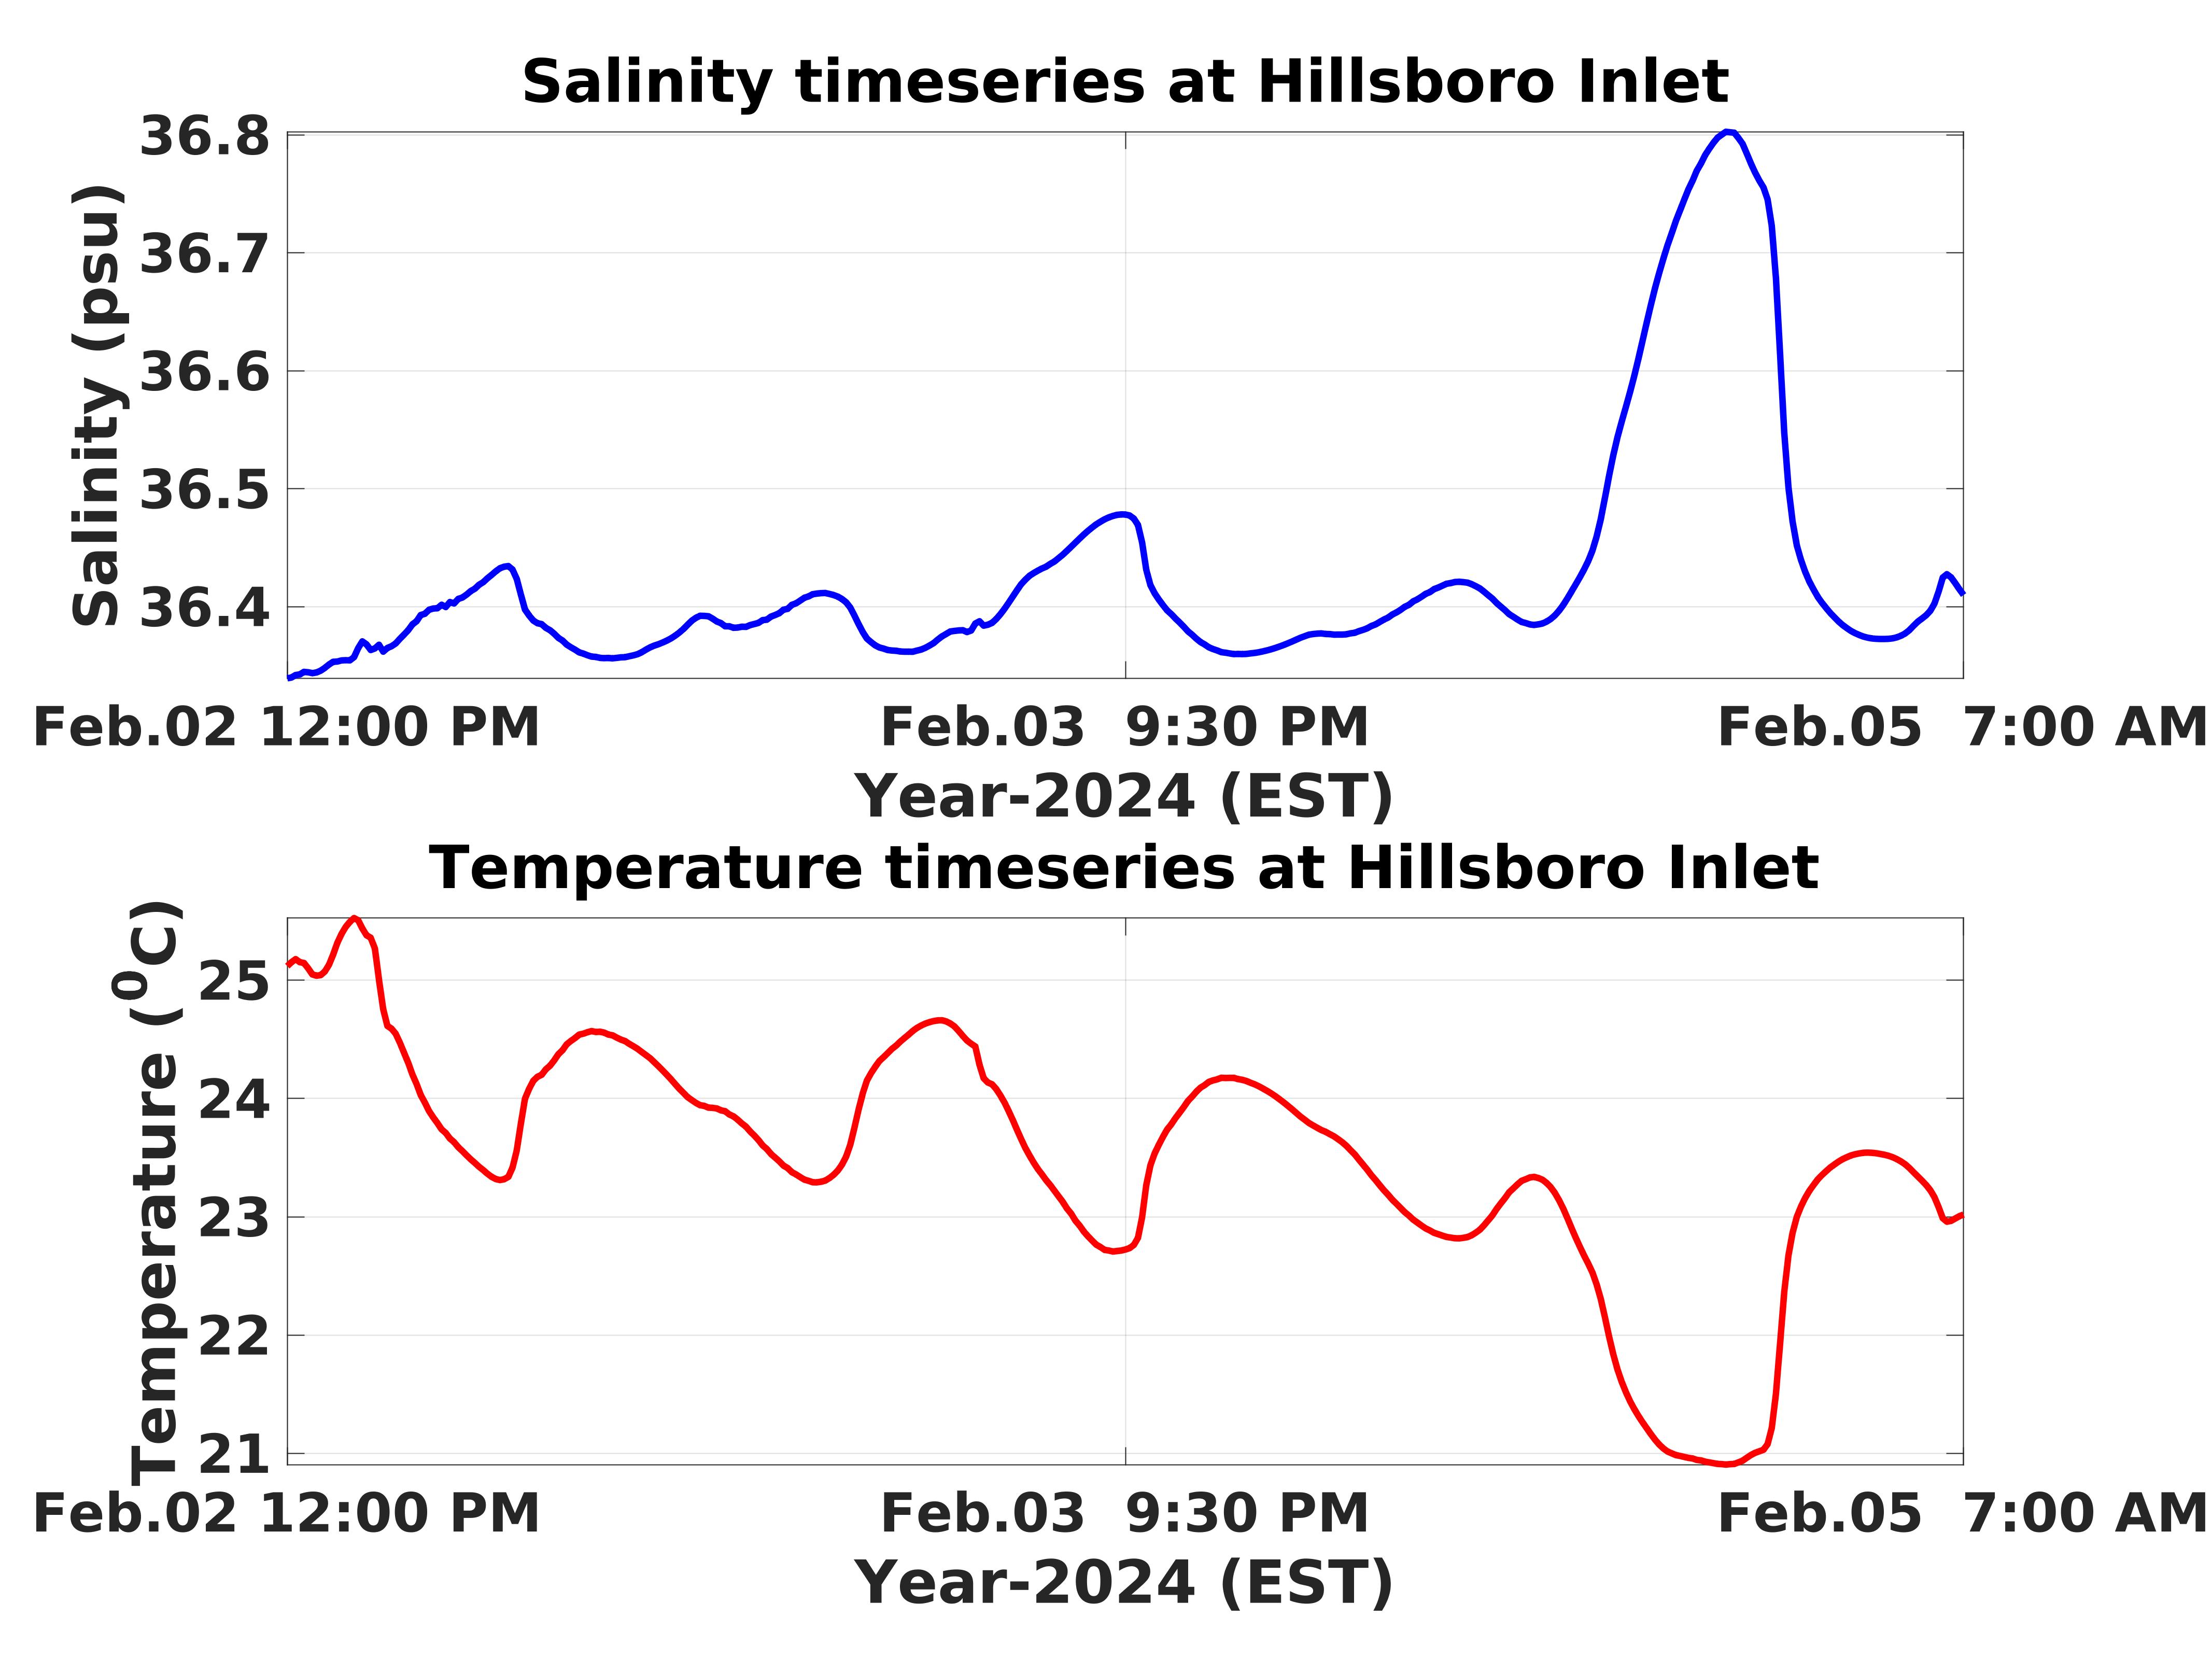 Salinity timeseries at Hillsboro Inlet
Salinity (psu)
36.8
36.7
36.6
36.5
36.4
Feb.02 12:00 PM Feb.03 9:30 PM Feb.05 7:00 AM
Year-2024 (EST)
Temperature timeseries at Hillsboro Inlet
Temperature (⁰C)
25
24
23
22
21
Feb.02 12:00 PM Feb.03 9:30 PM Feb.05 7:00 AM
Year-2024 (EST)